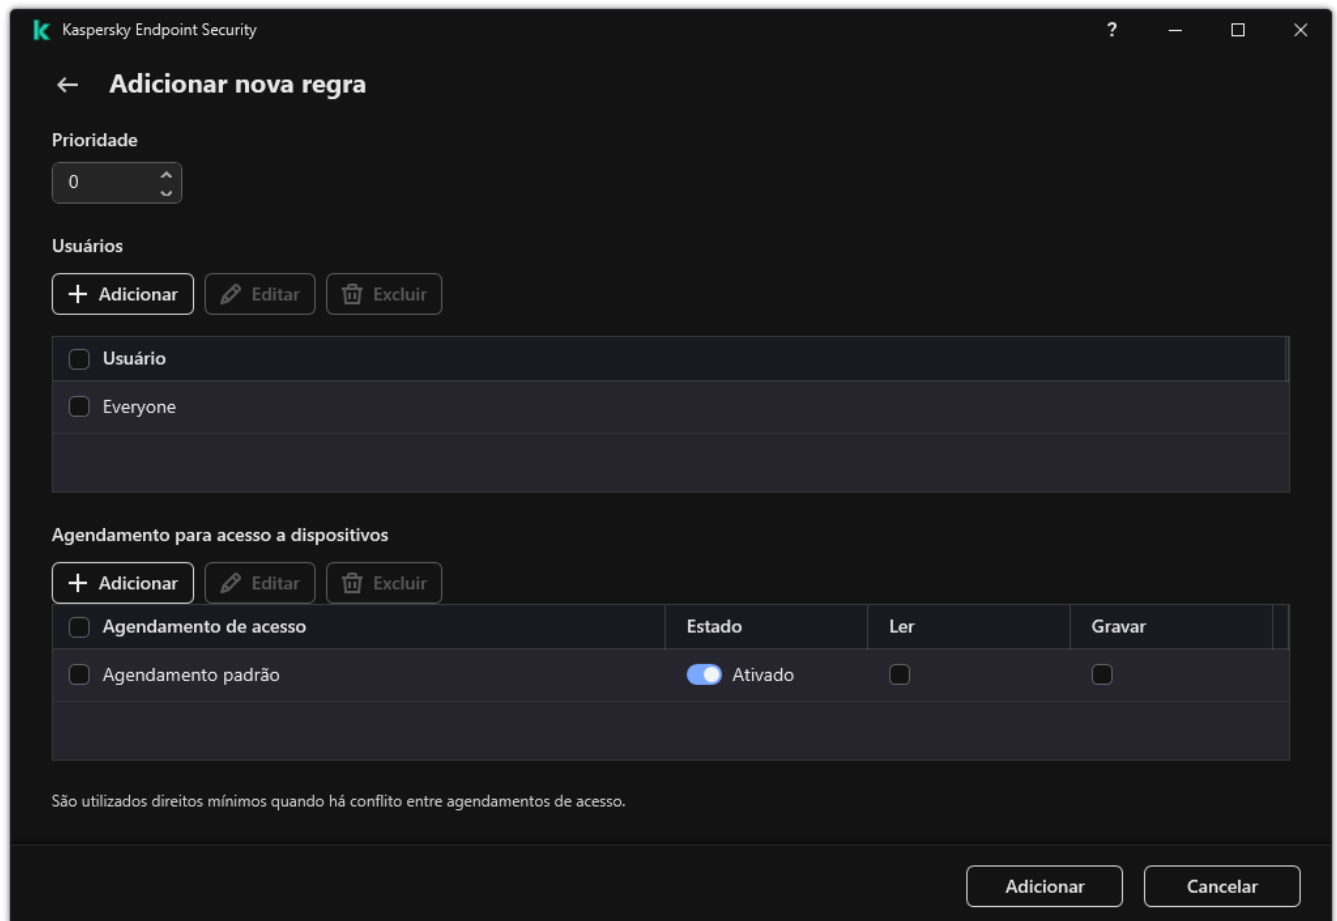 Kaspersky Endpoint Security ?
Adicionar nova regra
Prioridade
0
Usuários
Adicionar Editar Excluir
Usuário
Everyone
Agendamento para acesso a dispositivos
Adicionar Editar Excluir
Agendamento de acesso Estado Ler Gravar
Agendamento padrão Ativado
São utilizados direitos mínimos quando há conflito entre agendamentos de acesso.
Adicionar Cancelar